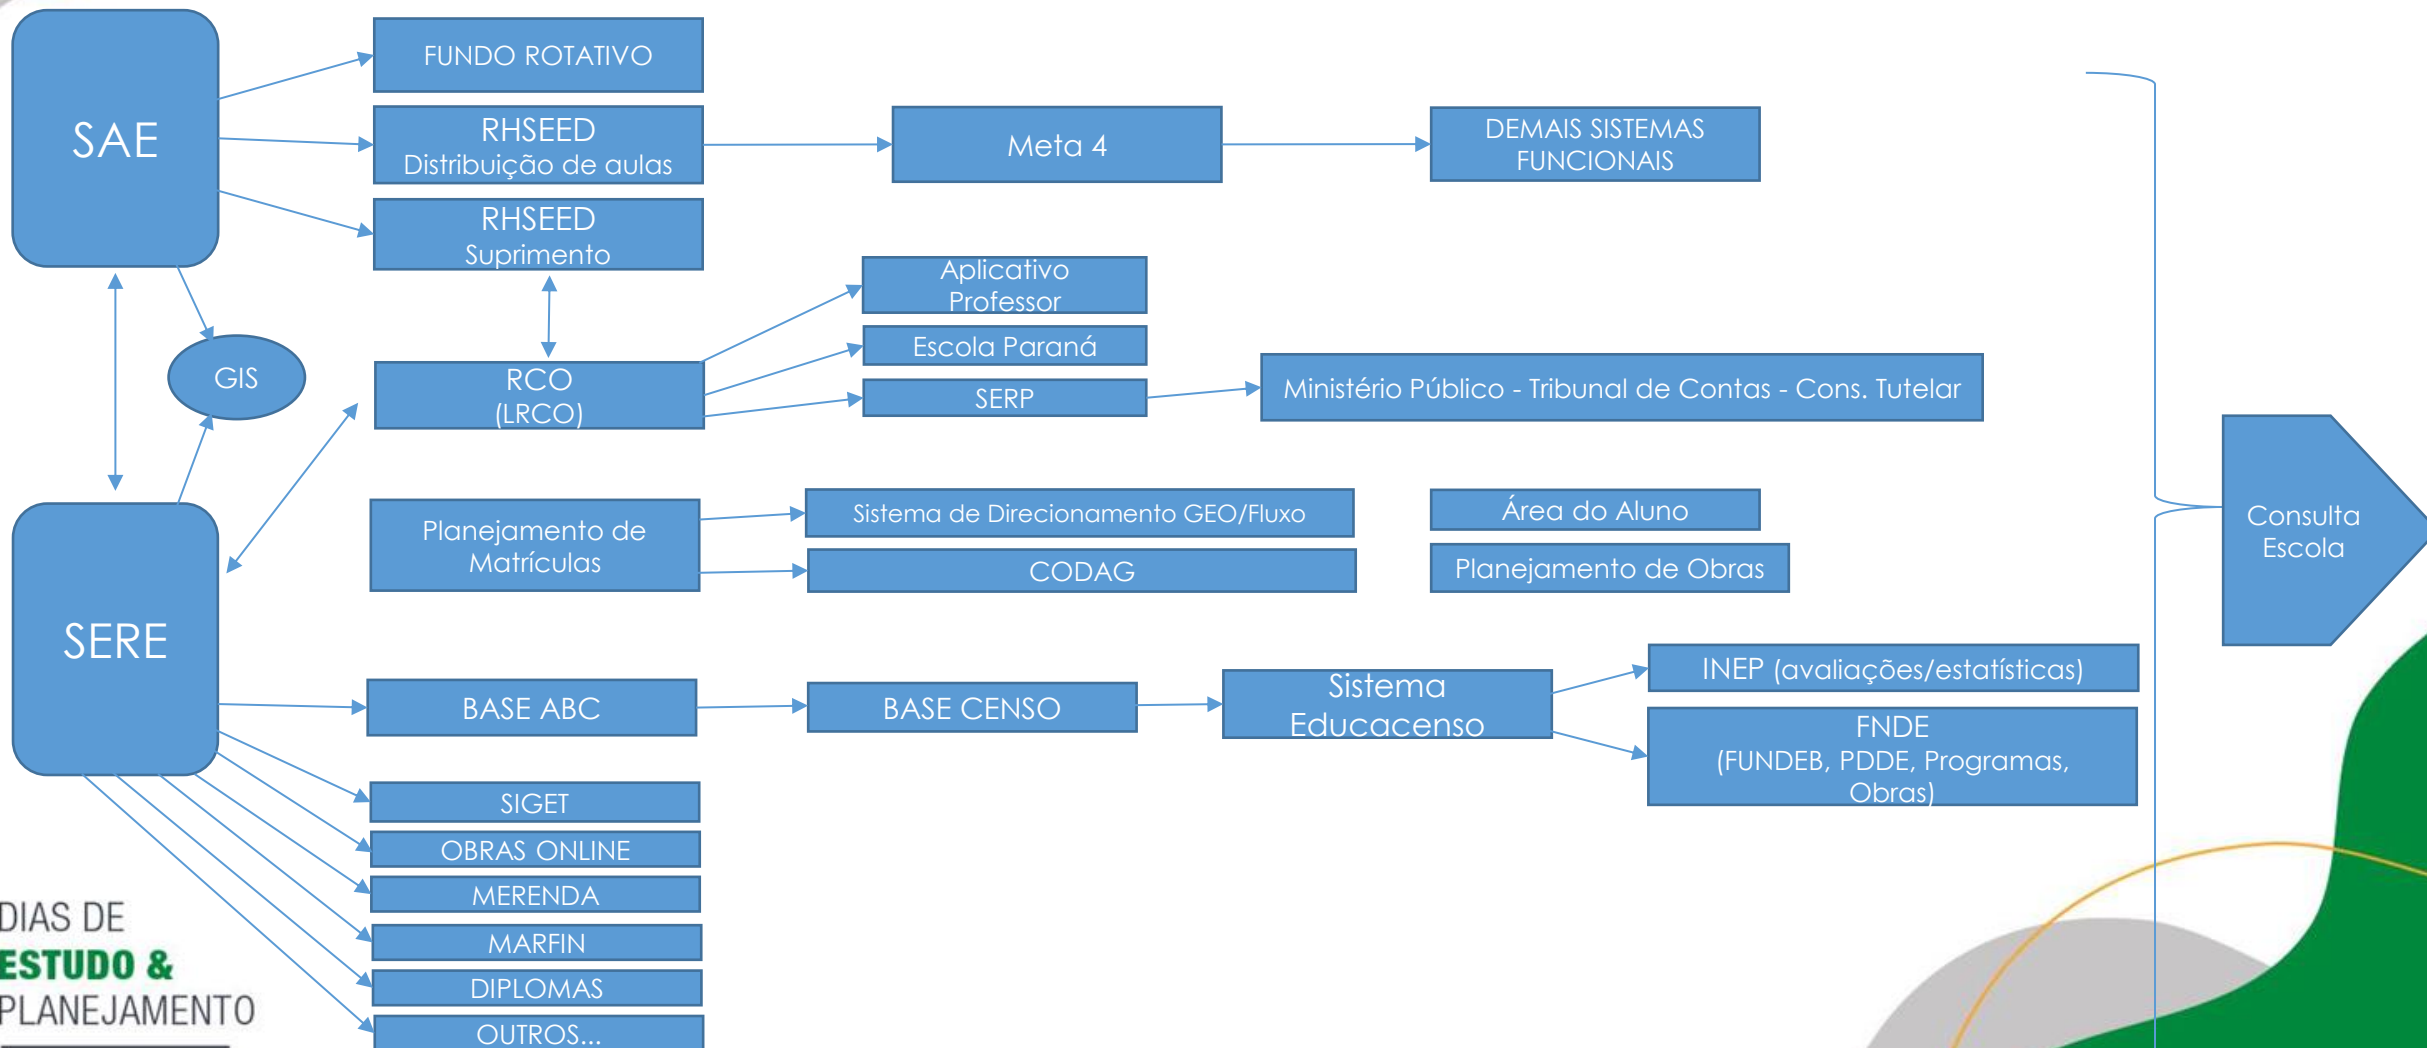 SAE
FUNDO ROTATIVO
RHSEED
Distribuição de aulas
Meta 4
DEMAIS SISTEMAS
FUNCIONAIS
RHSEED
Suprimento
Aplicativo
Professor
GIS
RCO
(LRCO)
Escola Paraná
SERP
Ministério Público - Tribunal de Contas - Cons. Tutelar
Planejamento de
Matrículas
Sistema de Direcionamento GEO/Fluxo
CODAG
Área do Aluno
Planejamento de Obras
Consulta
Escola
SERE
BASE ABC
BASE CENSO
Sistema
Educacenso
INEP (avaliações/estatísticas)
FNDE
(FUNDEB, PDDE, Programas,
Obras)
SIGET
OBRAS ONLINE
MERENDA
MARFIN
DIPLOMAS
OUTROS...
DIAS DE
ESTUDO &
PLANEJAMENTO